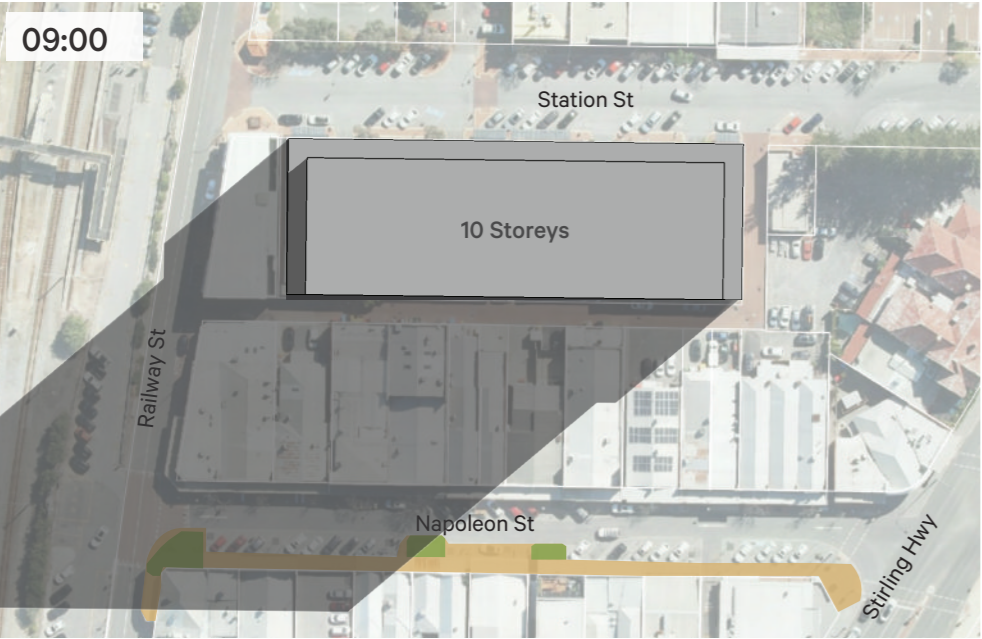 09:00
Station St
10 Storeys
Railway St
Napoleon St
Stirling Hwy